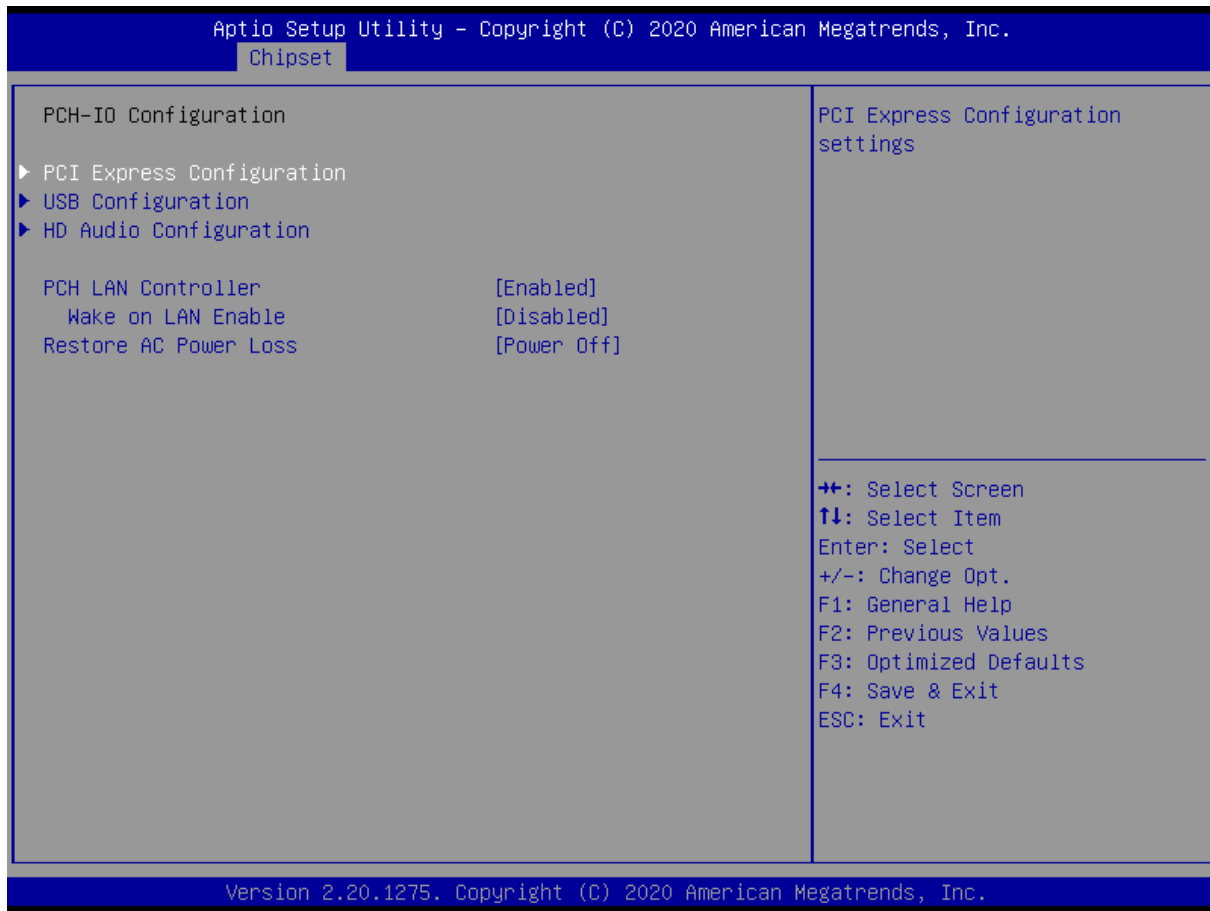 Aptio Setup Utility – Copyright (C) 2020 American Megatrends, Inc.
Chipset
PCH-IO Configuration
▶ PCI Express Configuration
▶ USB Configuration
▶ HD Audio Configuration
PCH LAN Controller [Enabled]
Wake on LAN Enable [Disabled]
Restore AC Power Loss [Power Off]
PCI Express Configuration
settings
→←: Select Screen
↑↓: Select Item
Enter: Select
+/-: Change Opt.
F1: General Help
F2: Previous Values
F3: Optimized Defaults
F4: Save & Exit
ESC: Exit
Version 2.20.1275. Copyright (C) 2020 American Megatrends, Inc.